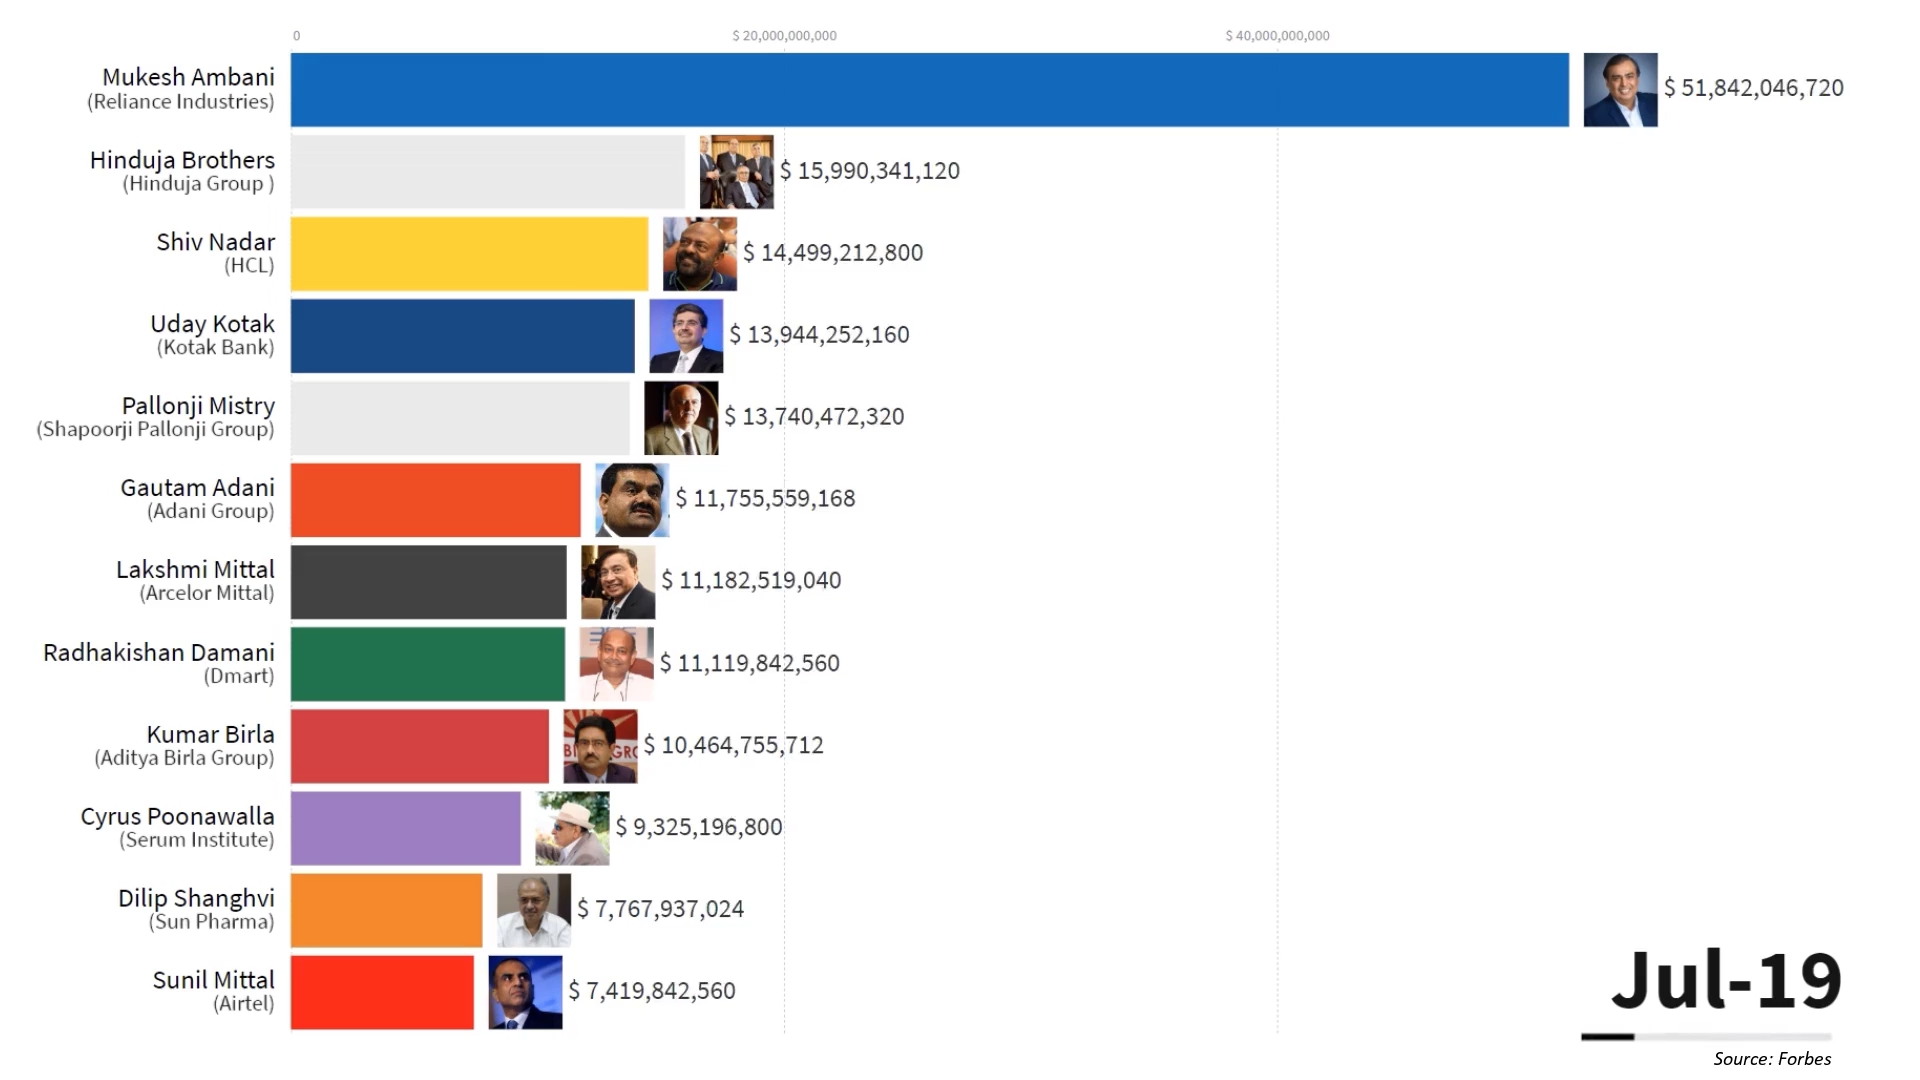 0
$ 20,000,000,000
$ 40,000,000,000
Mukesh Ambani
(Reliance Industries)
$ 51,842,046,720
Hinduja Brothers
(Hinduja Group )
$ 15,990,341,120
Shiv Nadar
(HCL)
$ 14,499,212,800
Uday Kotak
(Kotak Bank)
$ 13,944,252,160
Pallonji Mistry
(Shapoorji Pallonji Group)
$ 13,740,472,320
Gautam Adani
(Adani Group)
$ 11,755,559,168
Lakshmi Mittal
(Arcelor Mittal)
$ 11,182,519,040
Radhakishan Damani
(Dmart)
$ 11,119,842,560
Kumar Birla
(Aditya Birla Group)
$ 10,464,755,712
Cyrus Poonawalla
(Serum Institute)
$ 9,325,196,800
Dilip Shanghvi
(Sun Pharma)
$ 7,767,937,024
Sunil Mittal
(Airtel)
$ 7,419,842,560
Jul-19
Source: Forbes